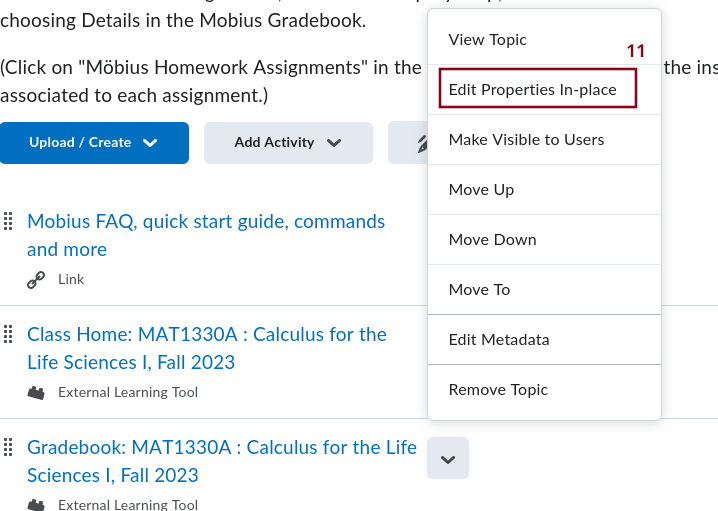 choosing Details in the Mobius Gradebook.
(Click on "Möbius Homework Assignments" in the
the ins
associated to each assignment.)
Upload / Create
Add Activity
Mobius FAQ, quick start guide, commands
and more
Link
Class Home: MAT1330A : Calculus for the
Life Sciences I, Fall 2023
External Learning Tool
Gradebook: MAT1330A : Calculus for the Life
Sciences I, Fall 2023
External Learning Tool
View Topic
11
Edit Properties In-place
Make Visible to Users
Move Up
Move Down
Move To
Edit Metadata
Remove Topic